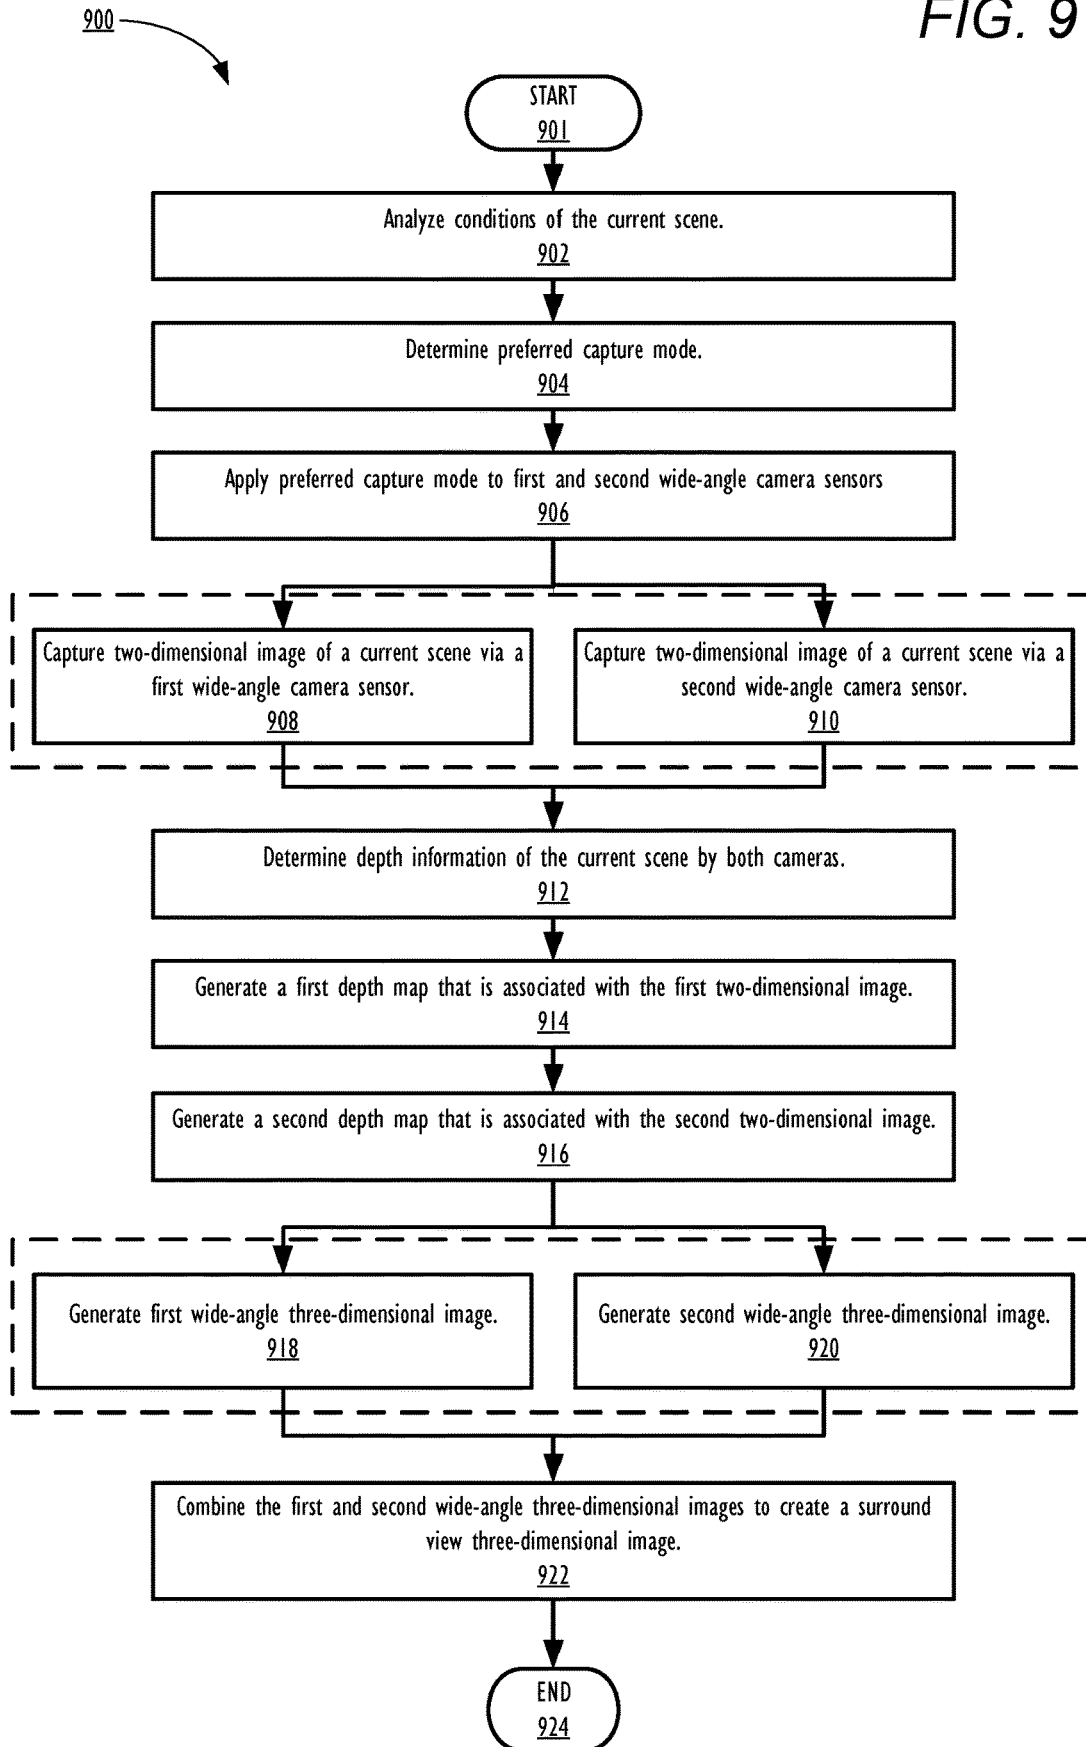 900
FIG. 9
START
901
Analyze conditions of the current scene.
902
Determine preferred capture mode.
904
Apply preferred capture mode to first and second wide-angle camera sensors
906
Capture two-dimensional image of a current scene via a
first wide-angle camera sensor.
908
Capture two-dimensional image of a current scene via a
second wide-angle camera sensor.
910
Determine depth information of the current scene by both cameras.
912
Generate a first depth map that is associated with the first two-dimensional image.
914
Generate a second depth map that is associated with the second two-dimensional image.
916
Generate first wide-angle three-dimensional image.
918
Generate second wide-angle three-dimensional image.
920
Combine the first and second wide-angle three-dimensional images to create a surround
view three-dimensional image.
922
END
924